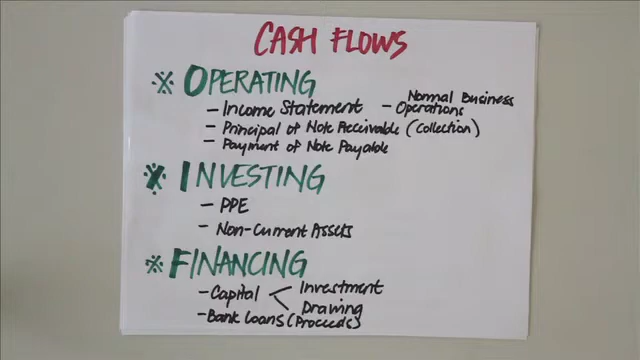 CASH FLOWS
OPERATING
- Income Statement - Normal Business Operations
- Principal of Note Receivable (Collection)
- Payment of Note Payable
INVESTING
- PPE
- Non-Current Assets
FINANCING
- Capital < Investment
Drawing
- Bank Loans (Proceeds)